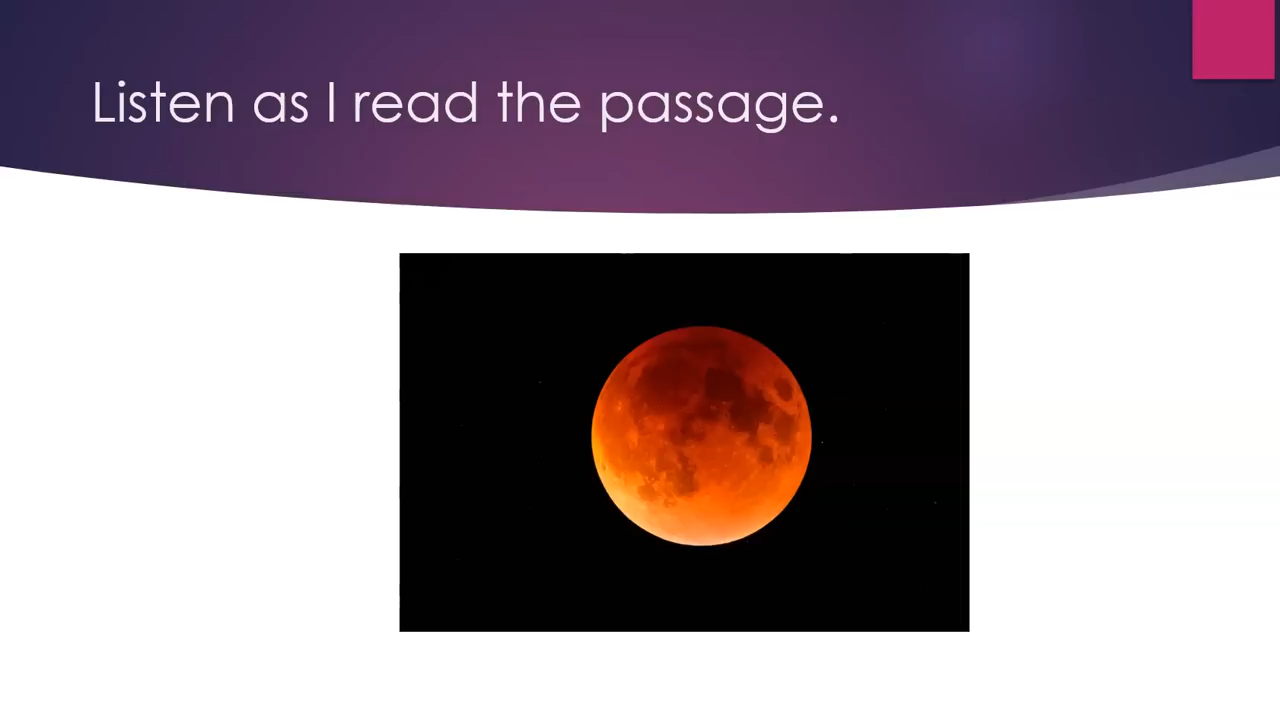 Listen as I read the passage.